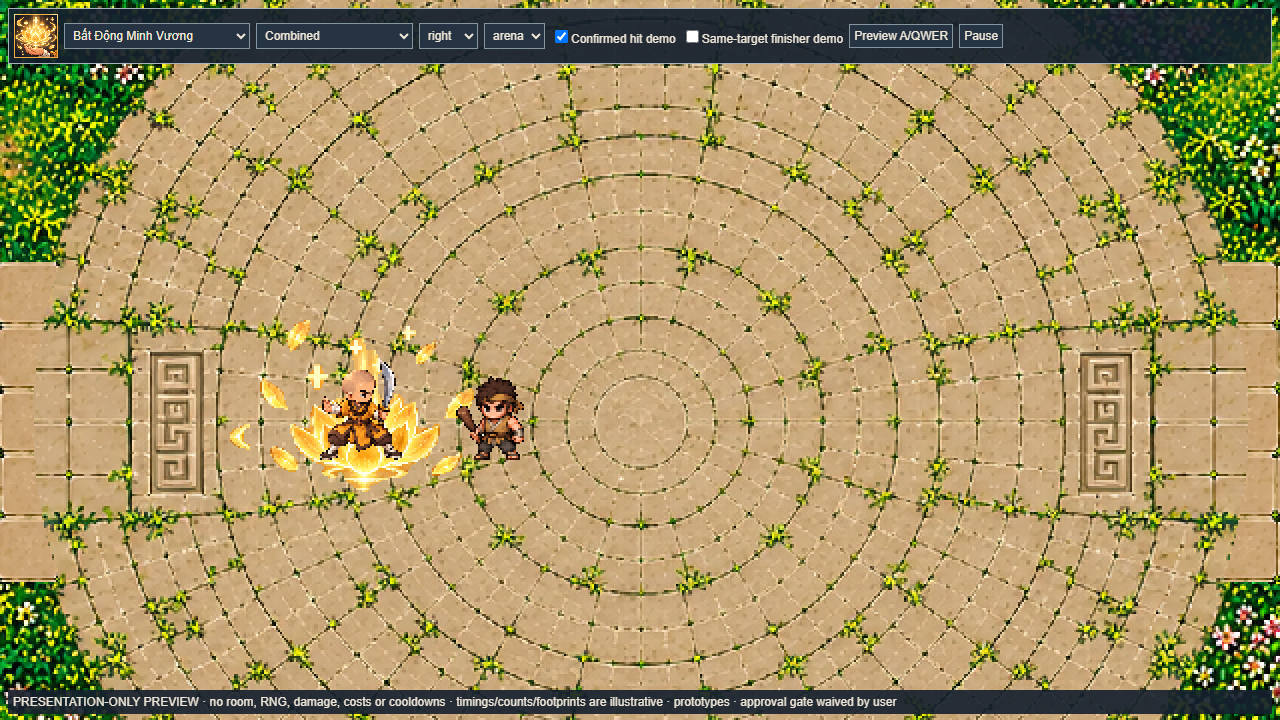 Bất Động Minh Vương Combined right arena Confirmed hit demo Same-target finisher demo Preview A/QWER Pause
PRESENTATION-ONLY PREVIEW · no room, RNG, damage, costs or cooldowns · timings/counts/footprints are illustrative · prototypes · approval gate waived by user